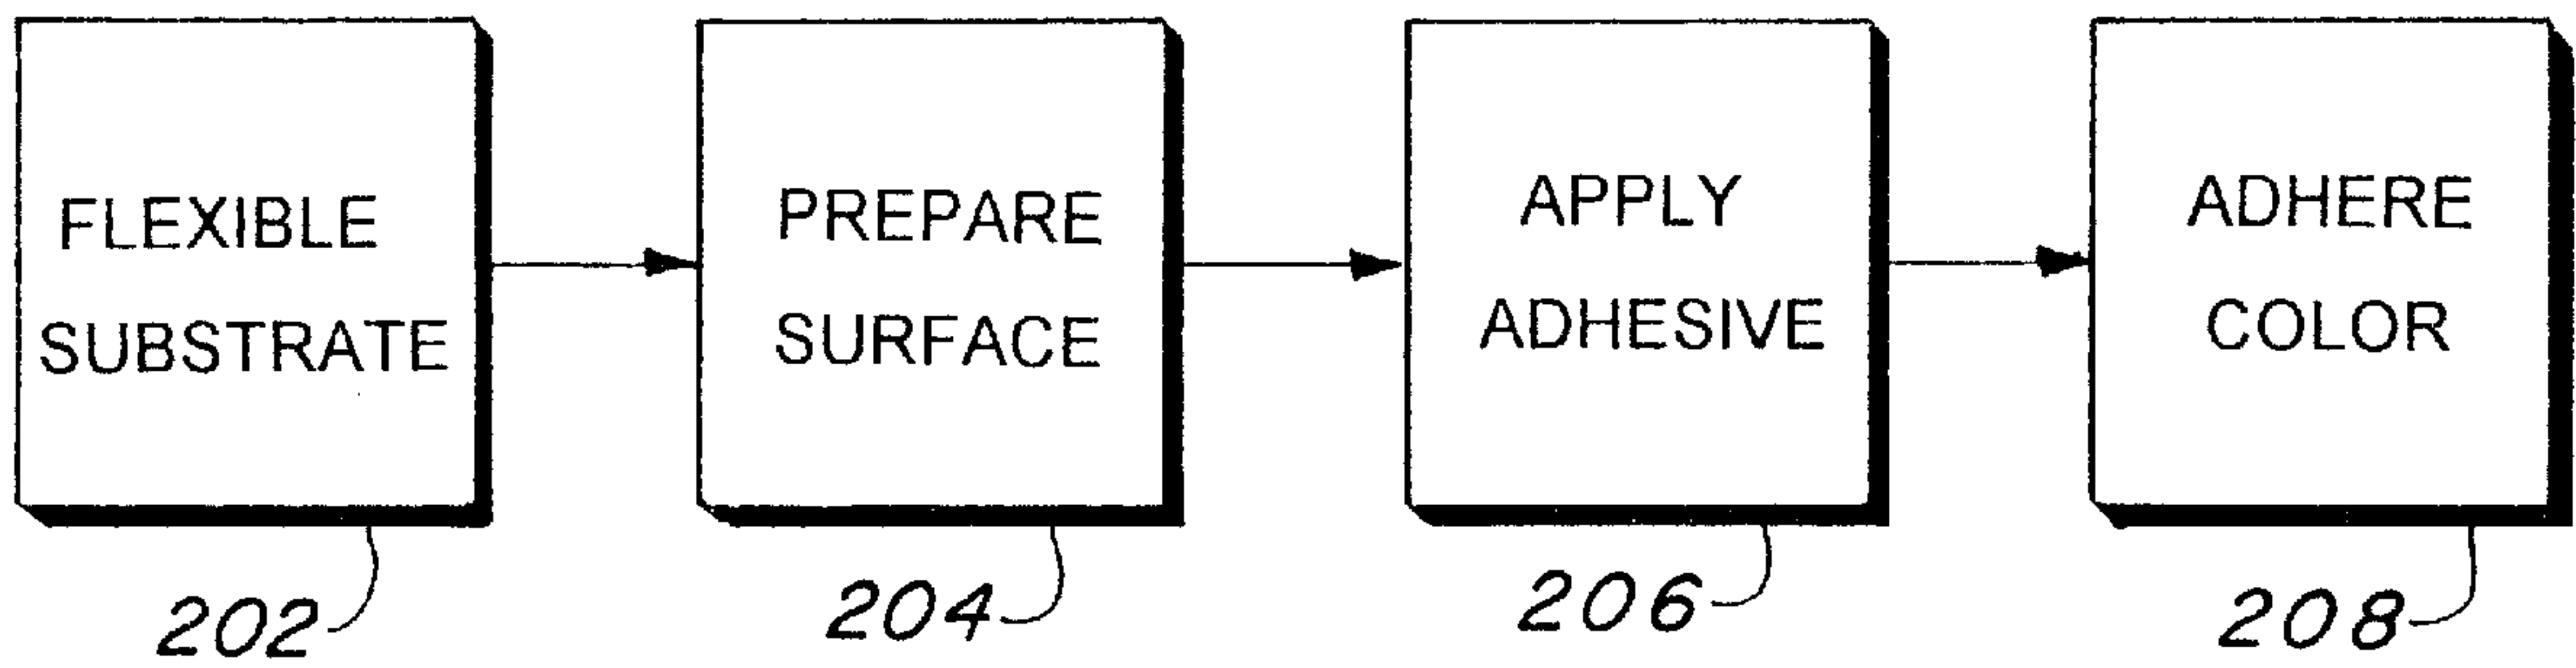 FLEXIBLE
SUBSTRATE
PREPARE
SURFACE
APPLY
ADHESIVE
ADHERE
COLOR
202
204
206
208